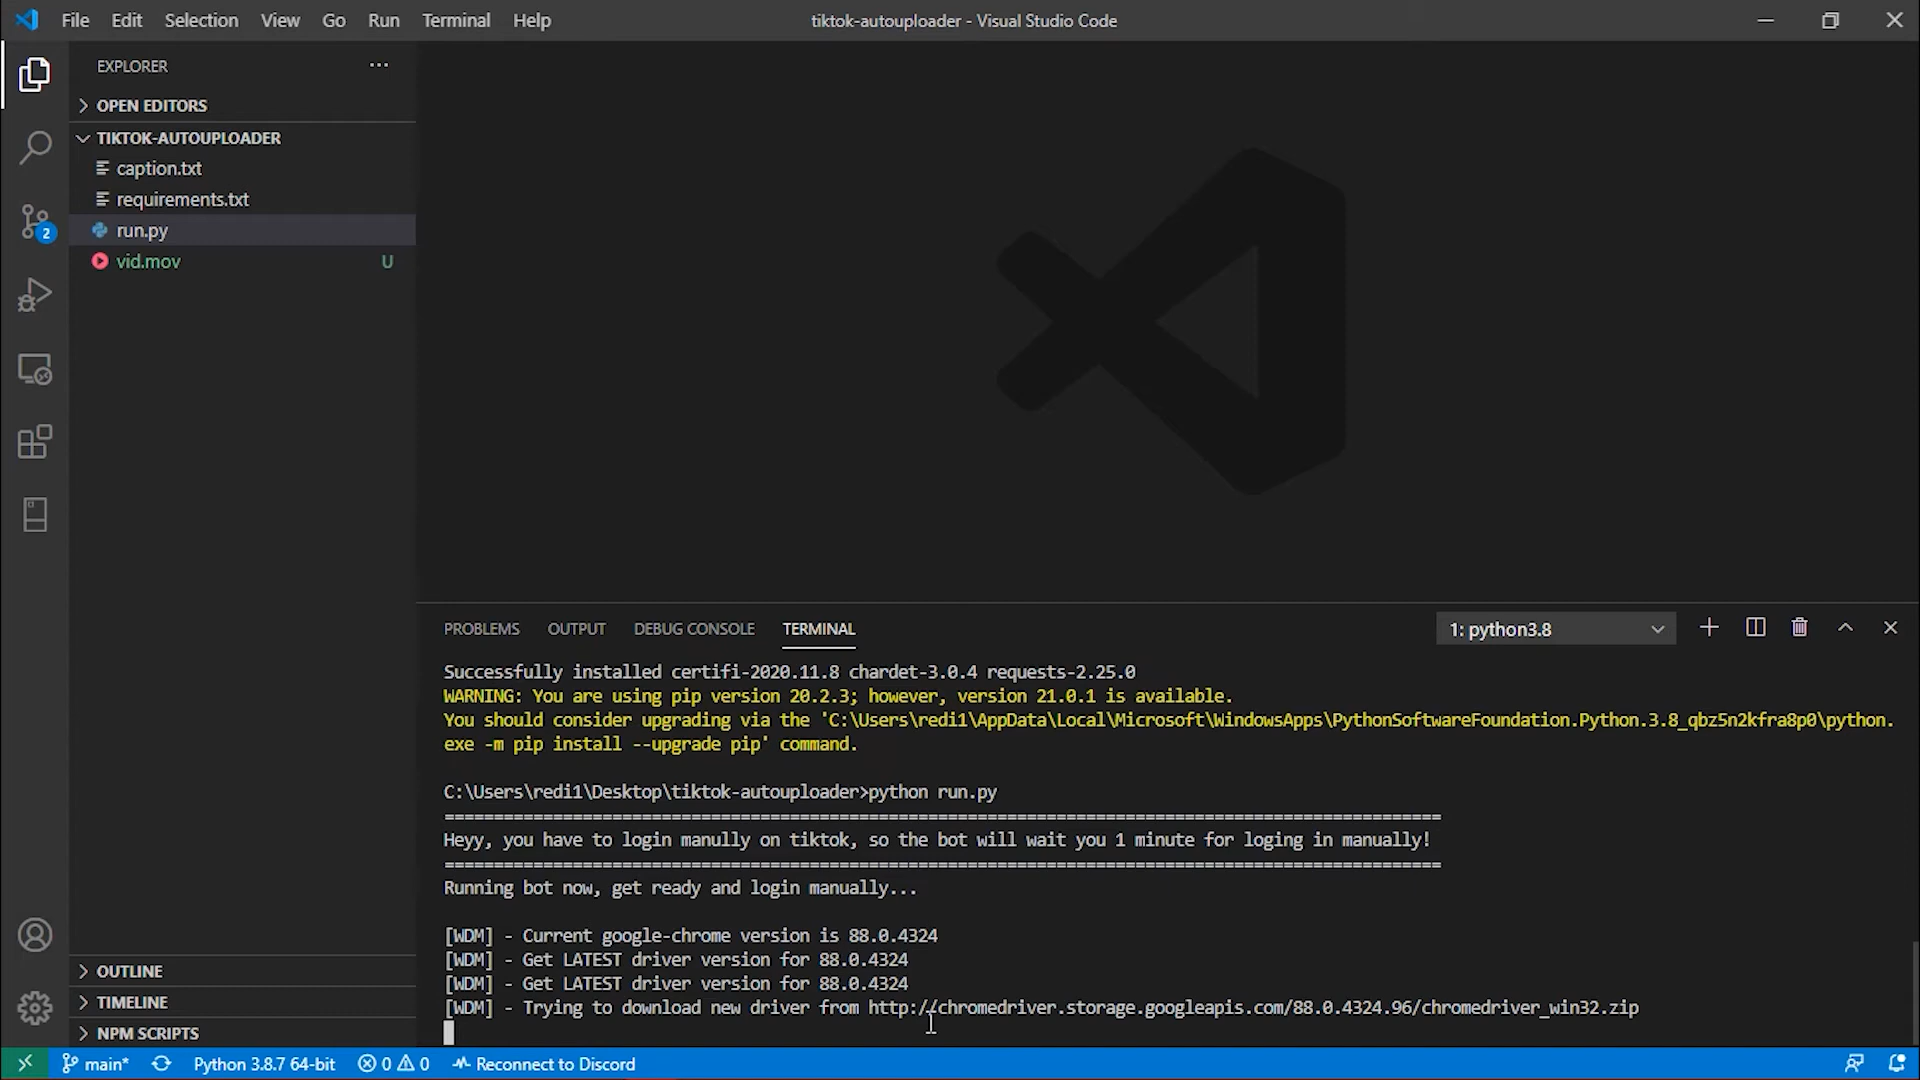 File Edit Selection View Go Run Terminal Help
tiktok-autouploader - Visual Studio Code
EXPLORER
OPEN EDITORS
TIKTOK-AUTOUPLOADER
caption.txt
requirements.txt
run.py
vid.mov U
2
OUTLINE
TIMELINE
NPM SCRIPTS
PROBLEMS OUTPUT DEBUG CONSOLE TERMINAL
1: python3.8
Successfully installed certifi-2020.11.8 chardet-3.0.4 requests-2.25.0
WARNING: You are using pip version 20.2.3; however, version 21.0.1 is available.
You should consider upgrading via the 'C:\Users\redi1\AppData\Local\Microsoft\WindowsApps\PythonSoftwareFoundation.Python.3.8_qbz5n2kfra8p0\python.
exe -m pip install --upgrade pip' command.
C:\Users\redi1\Desktop\tiktok-autouploader>python run.py
=====================================================================================================
Heyy, you have to login manully on tiktok, so the bot will wait you 1 minute for loging in manually!
=====================================================================================================
Running bot now, get ready and login manually...
[WDM] - Current google-chrome version is 88.0.4324
[WDM] - Get LATEST driver version for 88.0.4324
[WDM] - Get LATEST driver version for 88.0.4324
[WDM] - Trying to download new driver from http://chromedriver.storage.googleapis.com/88.0.4324.96/chromedriver_win32.zip
main* Python 3.8.7 64-bit 0 0 Reconnect to Discord